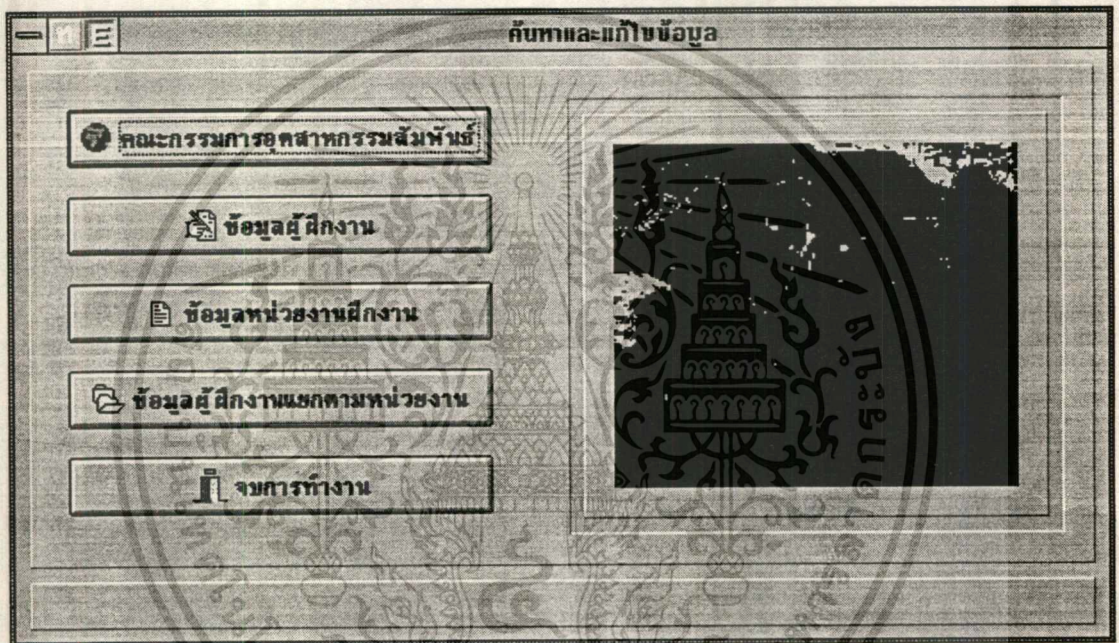 ค้นหาและแก้ไขข้อมูล
คณะกรรมการอุตสาหกรรมสัมพันธ์
ข้อมูลผู้ฝึกงาน
ข้อมูลหน่วยงานฝึกงาน
ข้อมูลผู้ฝึกงานแยกตามหน่วยงาน
จบการทำงาน